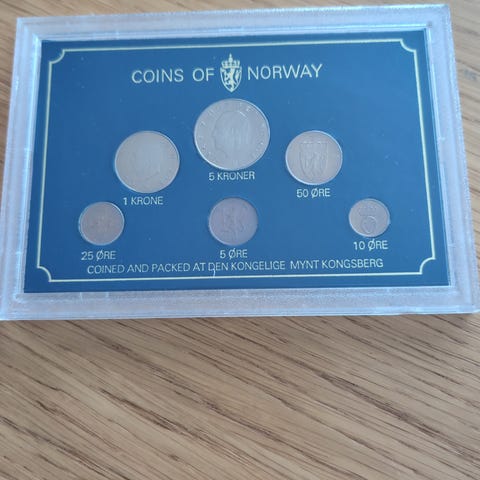 COINS OF NORWAY
5 KRONER
1 KRONE
50 ØRE
25 ØRE
5 ØRE
10 ØRE
COINED AND PACKED AT DEN KONGELIGE MYNT KONGSBERG